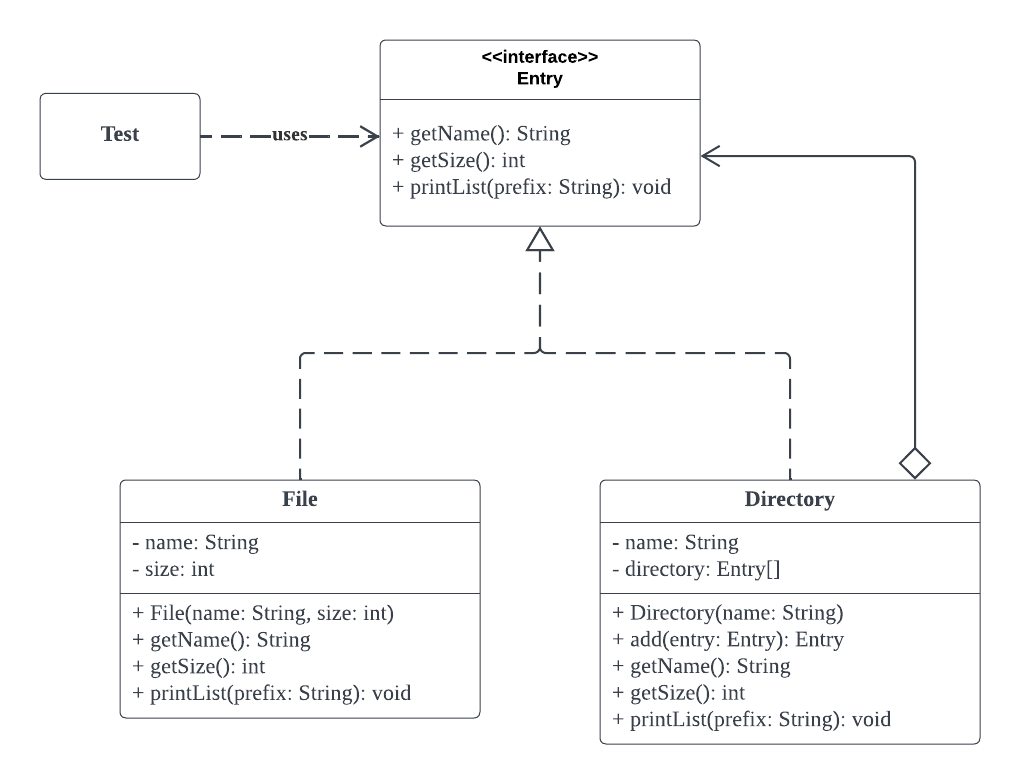 <<interface>>
Entry
+ getName(): String
+ getSize(): int
+ printList(prefix: String): void
Test
uses
File
- name: String
- size: int
+ File(name: String, size: int)
+ getName(): String
+ getSize(): int
+ printList(prefix: String): void
Directory
- name: String
- directory: Entry[]
+ Directory(name: String)
+ add(entry: Entry): Entry
+ getName(): String
+ getSize(): int
+ printList(prefix: String): void